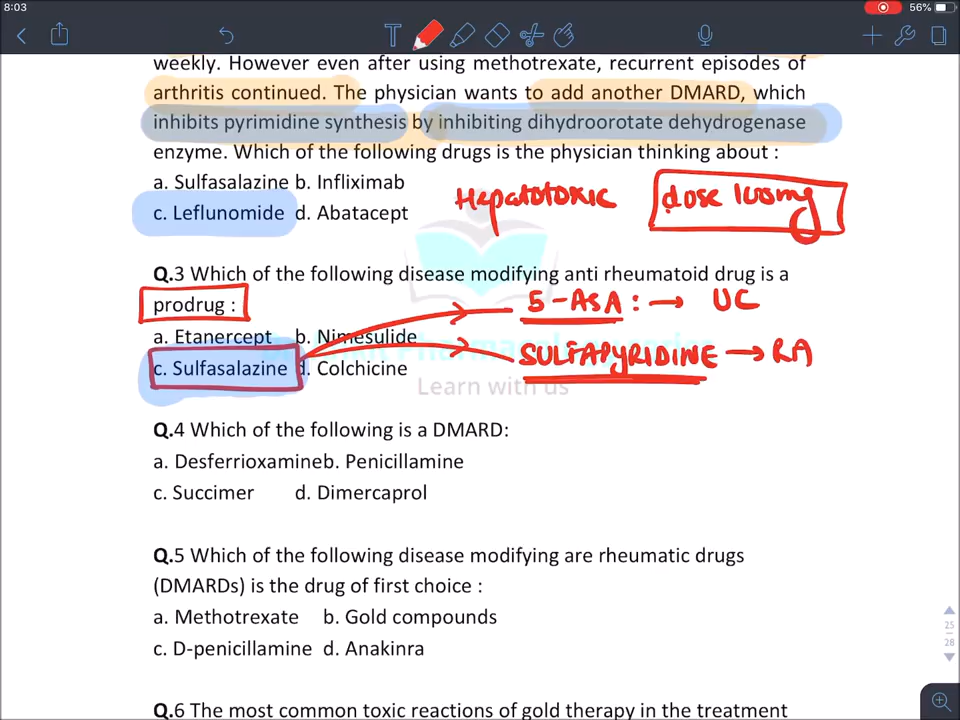 8:03
56%
T
weekly. However even after using methotrexate, recurrent episodes of
arthritis continued. The physician wants to add another DMARD, which
inhibits pyrimidine synthesis by inhibiting dihydroorotate dehydrogenase
enzyme. Which of the following drugs is the physician thinking about :
a. Sulfasalazine b. Infliximab
c. Leflunomide d. Abatacept
Hepatotoxic dose 100mg
Q.3 Which of the following disease modifying anti rheumatoid drug is a
prodrug :
5-ASA : → UC
a. Etanercept b. Nimesulide
c. Sulfasalazine d. Colchicine
SULFAPYRIDINE → RA
Learn with us
Q.4 Which of the following is a DMARD:
a. Desferrioxamineb. Penicillamine
c. Succimer d. Dimercaprol
Q.5 Which of the following disease modifying are rheumatic drugs
(DMARDs) is the drug of first choice :
a. Methotrexate b. Gold compounds
c. D-penicillamine d. Anakinra
25
28
Q.6 The most common toxic reactions of gold therapy in the treatment